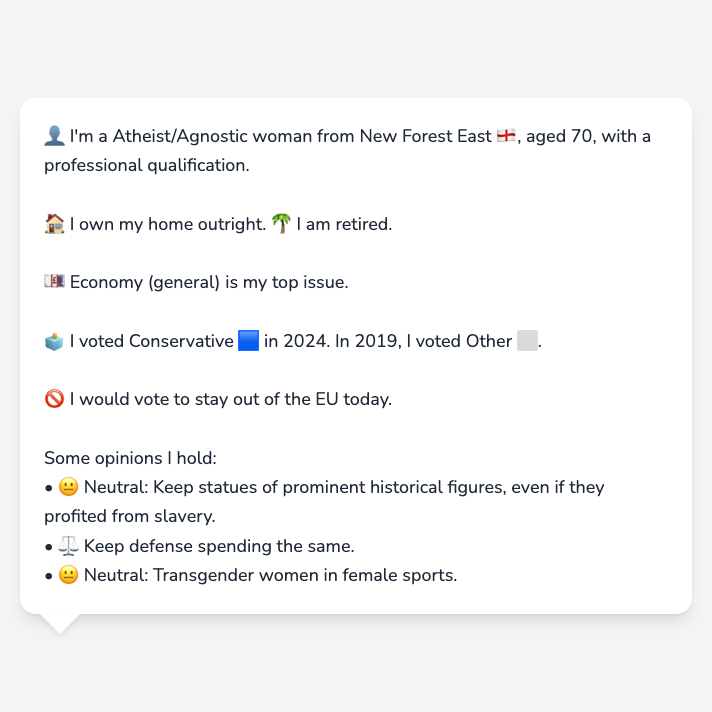 👤 I'm a Atheist/Agnostic woman from New Forest East 🏴󠁧󠁢󠁥󠁮󠁧󠁿, aged 70, with a
professional qualification.
🏠 I own my home outright. 🌴 I am retired.
💷 Economy (general) is my top issue.
🗳️ I voted Conservative 🟦 in 2024. In 2019, I voted Other ⬜.
🚫 I would vote to stay out of the EU today.
Some opinions I hold:
• 😐 Neutral: Keep statues of prominent historical figures, even if they
profited from slavery.
• ⚖️ Keep defense spending the same.
• 😐 Neutral: Transgender women in female sports.